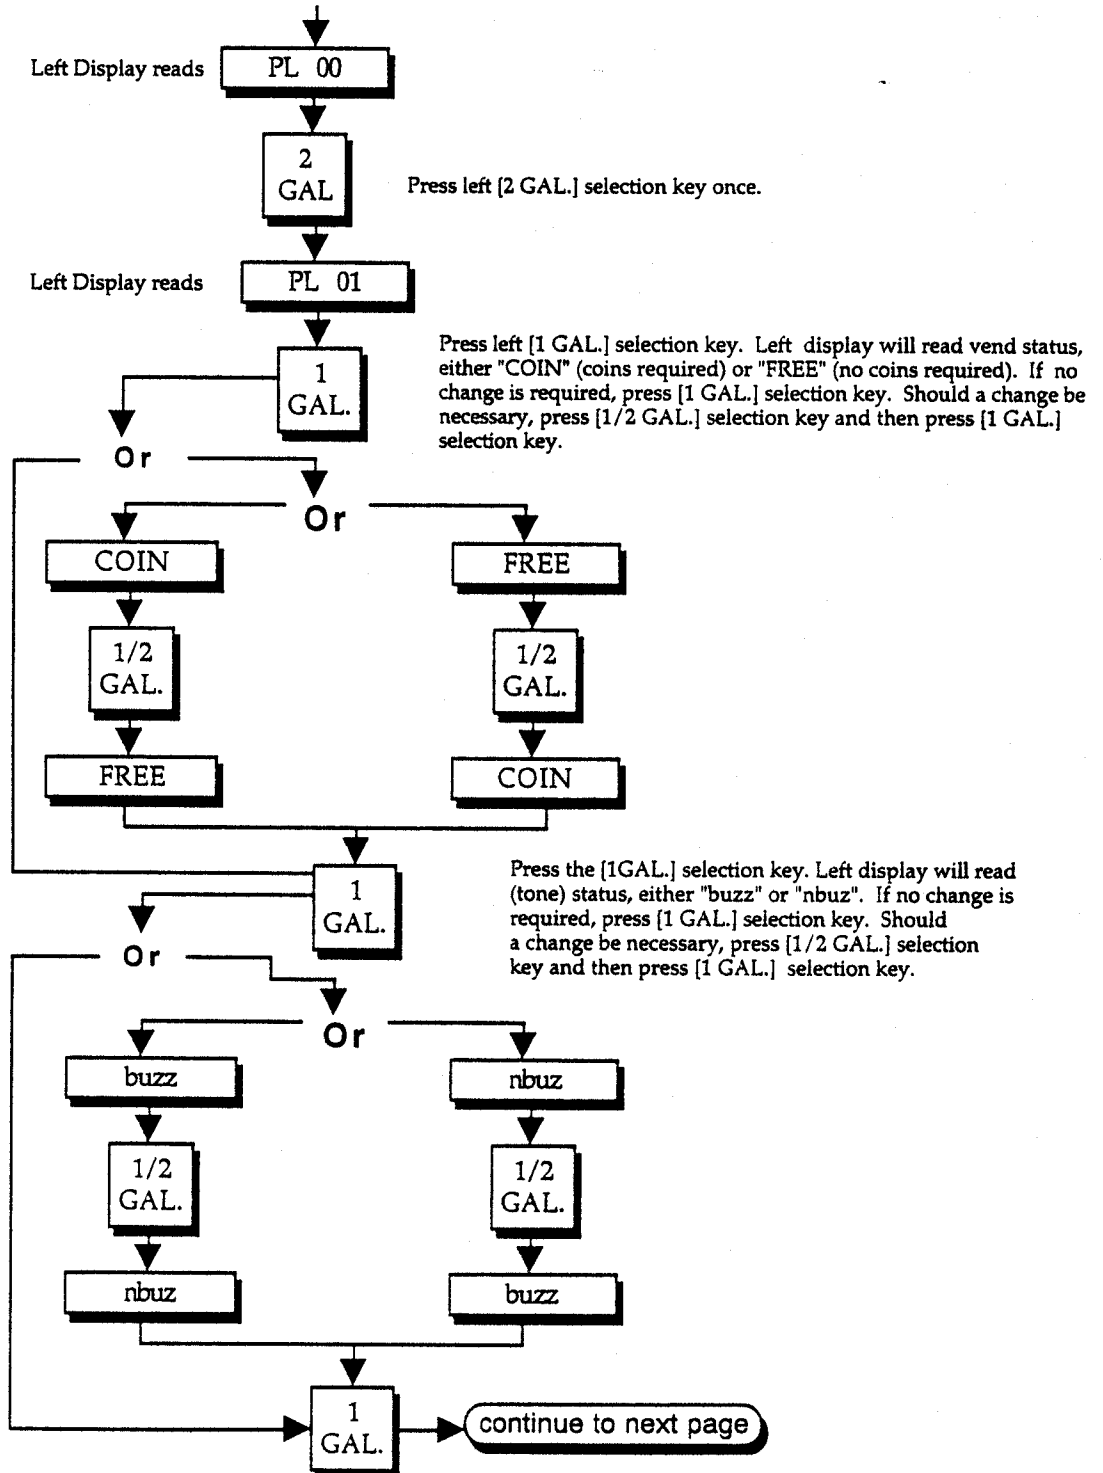 Left Display reads
PL 00
2
GAL
Press left [2 GAL.] selection key once.
Left Display reads
PL 01
1
GAL.
Press left [1 GAL.] selection key. Left display will read vend status,
either "COIN" (coins required) or "FREE" (no coins required). If no
change is required, press [1 GAL.] selection key. Should a change be
necessary, press [1/2 GAL.] selection key and then press [1 GAL.]
selection key.
Or
Or
COIN
FREE
1/2
GAL.
1/2
GAL.
FREE
COIN
1
GAL.
Press the [1GAL.] selection key. Left display will read
(tone) status, either "buzz" or "nbuz". If no change is
required, press [1 GAL.] selection key. Should
a change be necessary, press [1/2 GAL.] selection
key and then press [1 GAL.] selection key.
Or
Or
buzz
nbuz
1/2
GAL.
1/2
GAL.
nbuz
buzz
1
GAL.
continue to next page